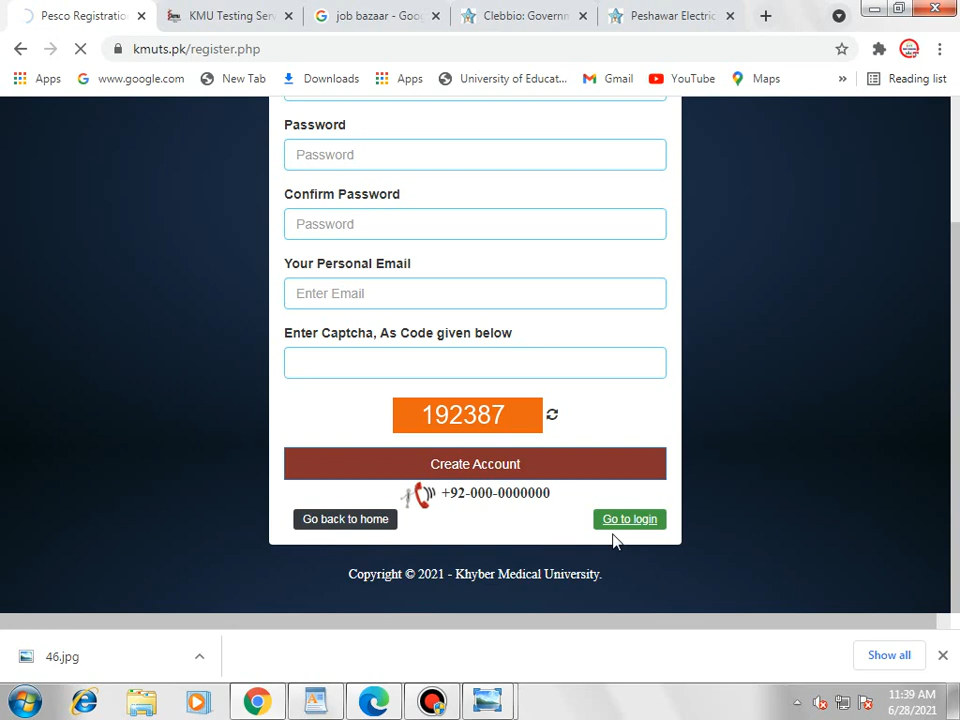 Pesco Registratio
KMU Testing Ser
job bazaar - Goo
Clebbio: Governm
Peshawar Electric
kmuts.pk/register.php
Apps
www.google.com
New Tab
Downloads
Apps
University of Educat...
Gmail
YouTube
Maps
»
Reading list
Password
Password
Confirm Password
Password
Your Personal Email
Enter Email
Enter Captcha, As Code given below
192387
Create Account
+92-000-0000000
Go back to home
Go to login
Copyright © 2021 - Khyber Medical University.
46.jpg
Show all
11:39 AM
6/28/2021